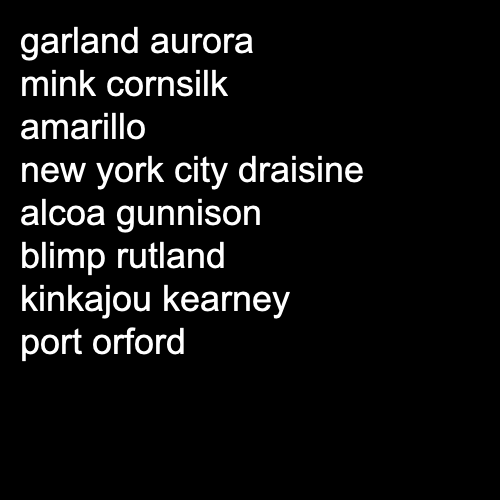 garland aurora
mink cornsilk
amarillo
new york city draisine
alcoa gunnison
blimp rutland
kinkajou kearney
port orford